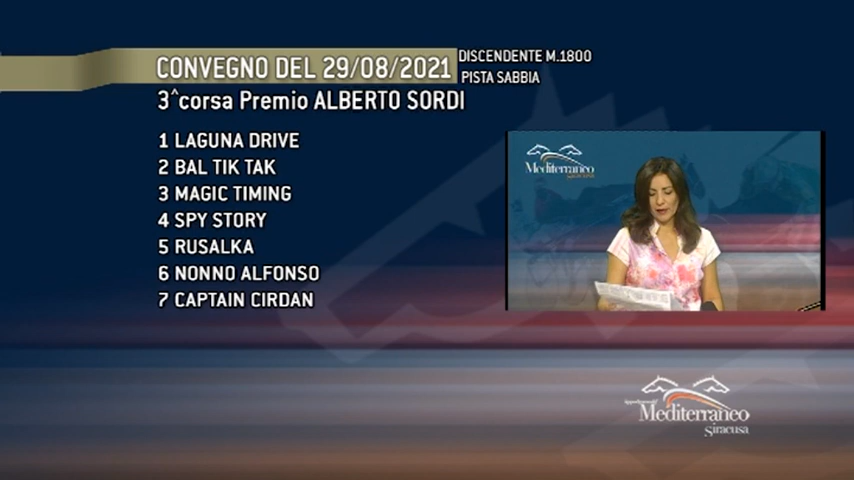 CONVEGNO DEL 29/08/2021
DISCENDENTE M.1800
PISTA SABBIA
3^corsa Premio ALBERTO SORDI
1 LAGUNA DRIVE
2 BAL TIK TAK
3 MAGIC TIMING
4 SPY STORY
5 RUSALKA
6 NONNO ALFONSO
7 CAPTAIN CIRDAN
Mediterraneo
Mediterraneo
Siracusa